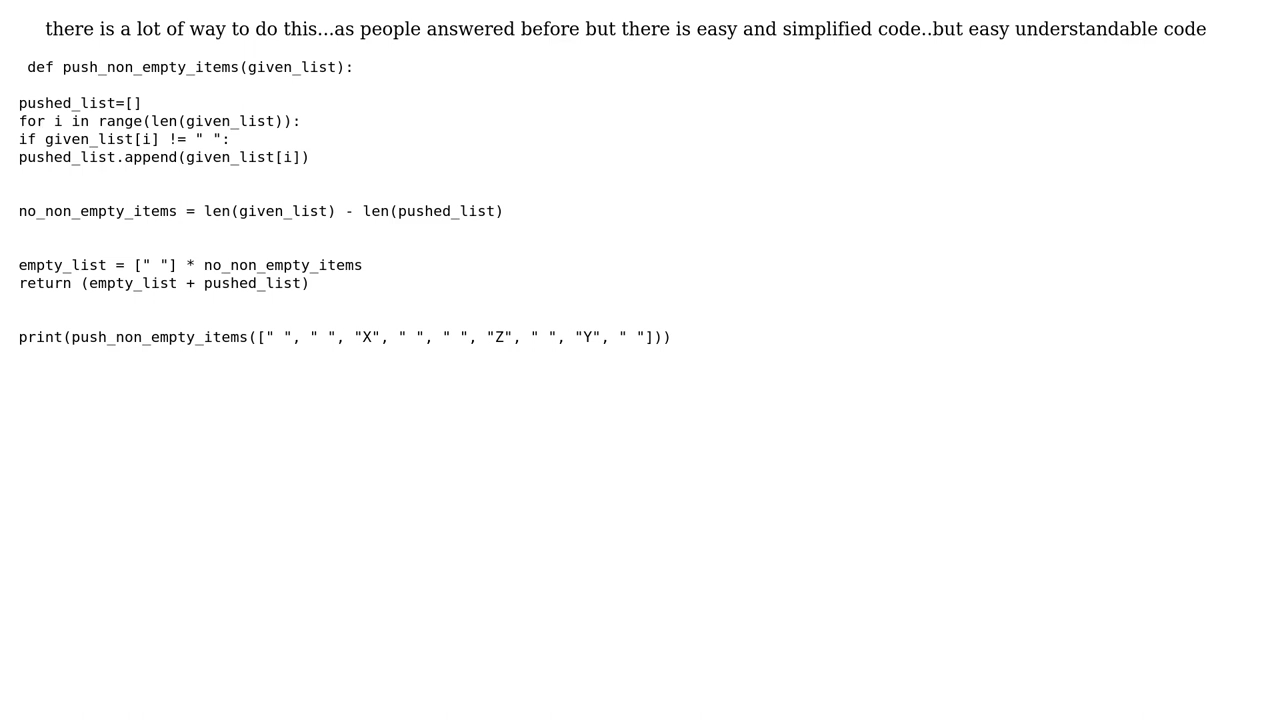 there is a lot of way to do this...as people answered before but there is easy and simplified code..but easy understandable code
def push_non_empty_items(given_list):
pushed_list=[]
for i in range(len(given_list)):
if given_list[i] != " ":
pushed_list.append(given_list[i])
no_non_empty_items = len(given_list) - len(pushed_list)
empty_list = [" "] * no_non_empty_items
return (empty_list + pushed_list)
print(push_non_empty_items([" ", " ", "X", " ", " ", "Z", " ", "Y", " "]))